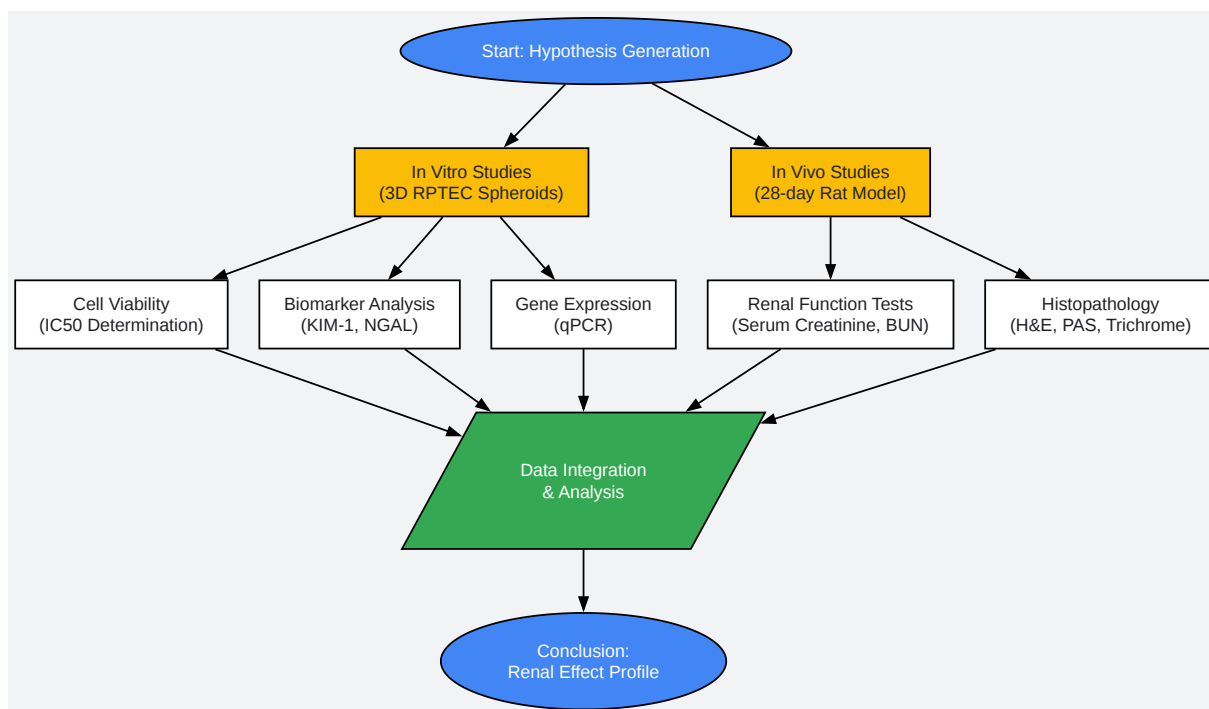 Start: Hypothesis Generation
In Vitro Studies
(3D RPTEC Spheroids)
In Vivo Studies
(28-day Rat Model)
Cell Viability
(IC50 Determination)
Biomarker Analysis
(KIM-1, NGAL)
Gene Expression
(qPCR)
Renal Function Tests
(Serum Creatinine, BUN)
Histopathology
(H&E, PAS, Trichrome)
Data Integration
& Analysis
Conclusion:
Renal Effect Profile